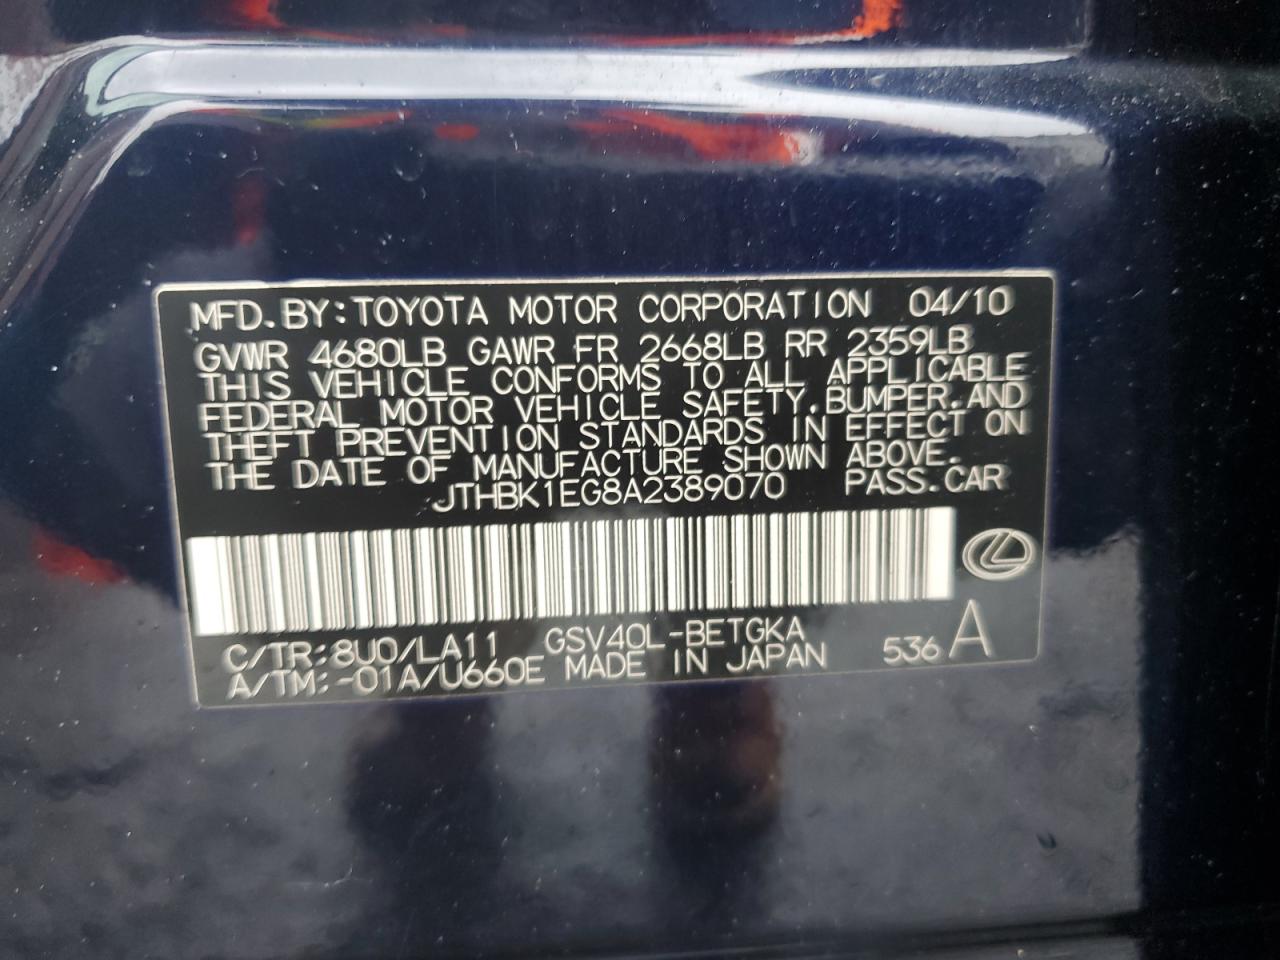 MFD.BY:TOYOTA MOTOR CORPORATION 04/10
GVWR 4680LB GAWR FR 2668LB RR 2359LB
THIS VEHICLE CONFORMS TO ALL APPLICABLE
FEDERAL MOTOR VEHICLE SAFETY,BUMPER,AND
THEFT PREVENTION STANDARDS IN EFFECT ON
THE DATE OF MANUFACTURE SHOWN ABOVE.
JTHBK1EG8A2389070 PASS.CAR
C/TR:8U0/LA11 GSV40L-BETGKA
A/TM:-01A/U660E MADE IN JAPAN 536 A